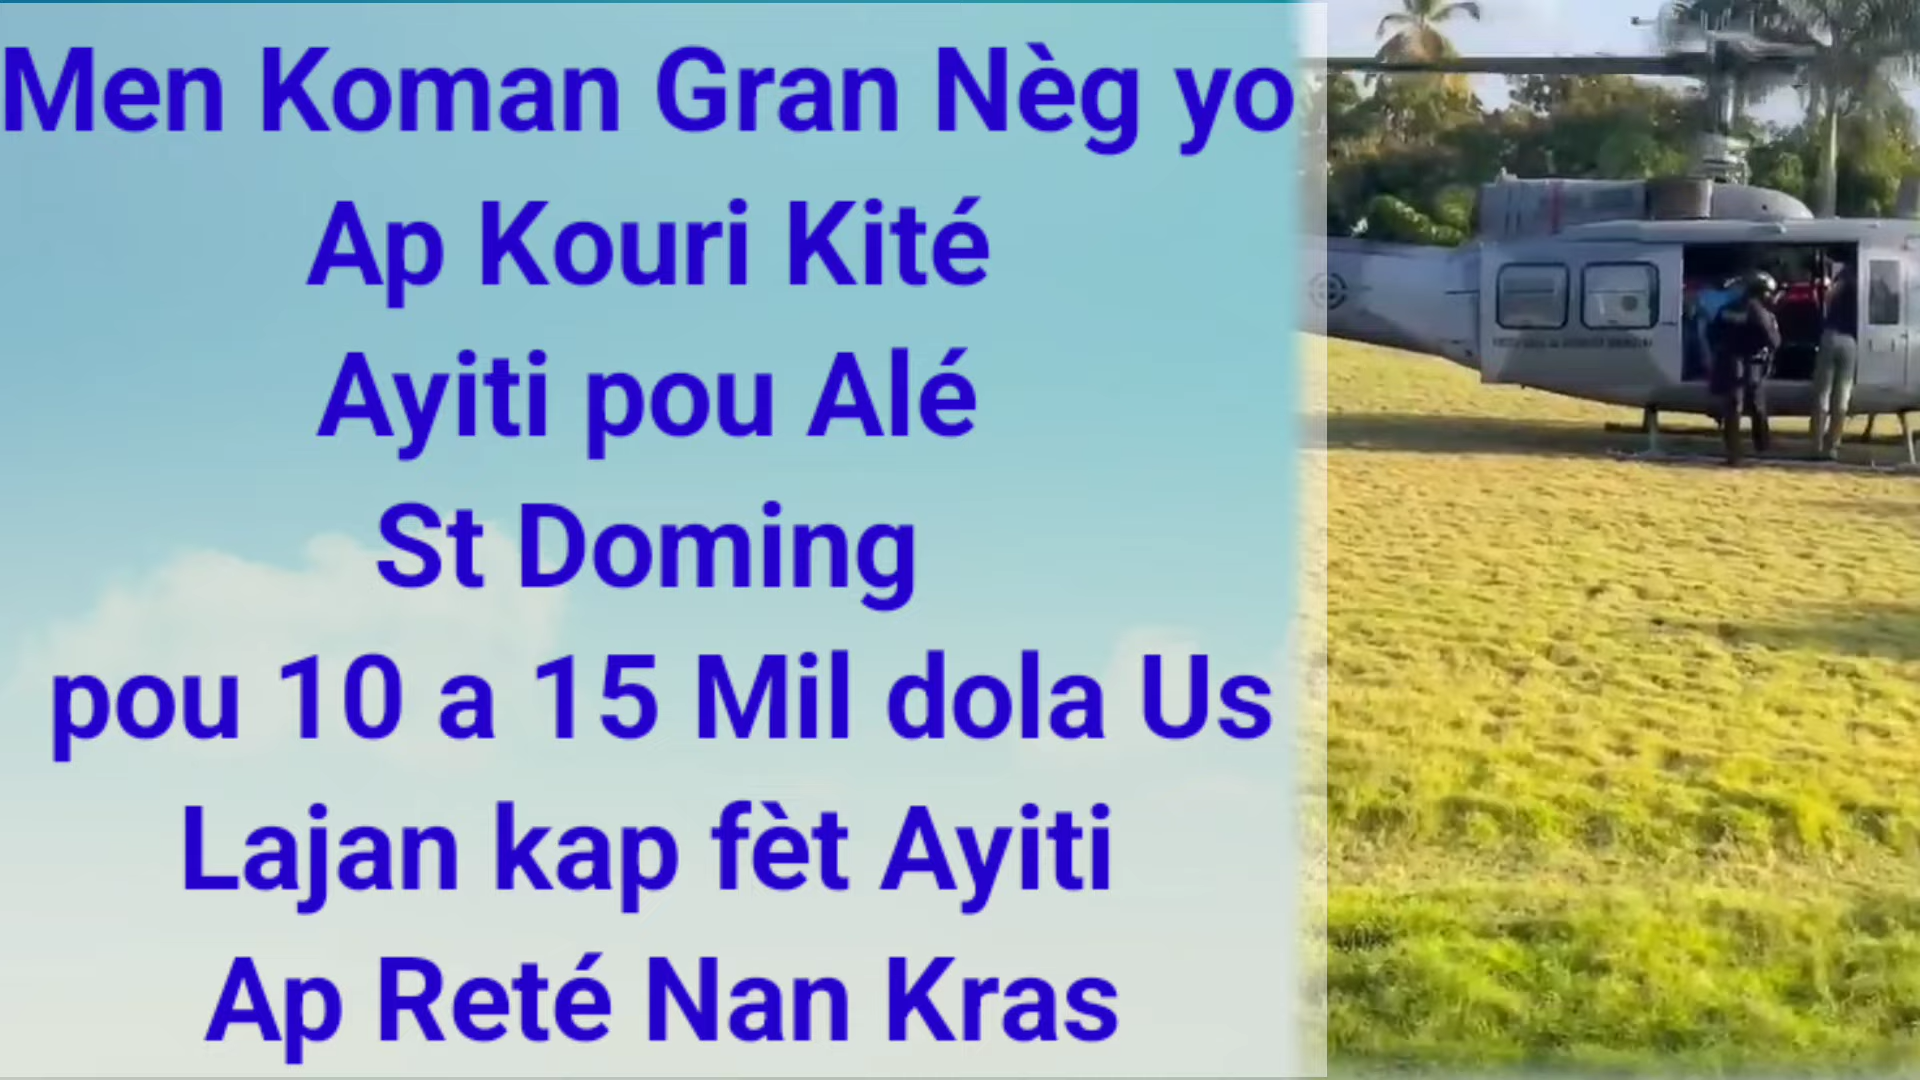 Men Koman Gran Nèg yo
Ap Kouri Kité
Ayiti pou Alé
St Doming
pou 10 a 15 Mil dola Us
Lajan kap fèt Ayiti
Ap Reté Nan Kras